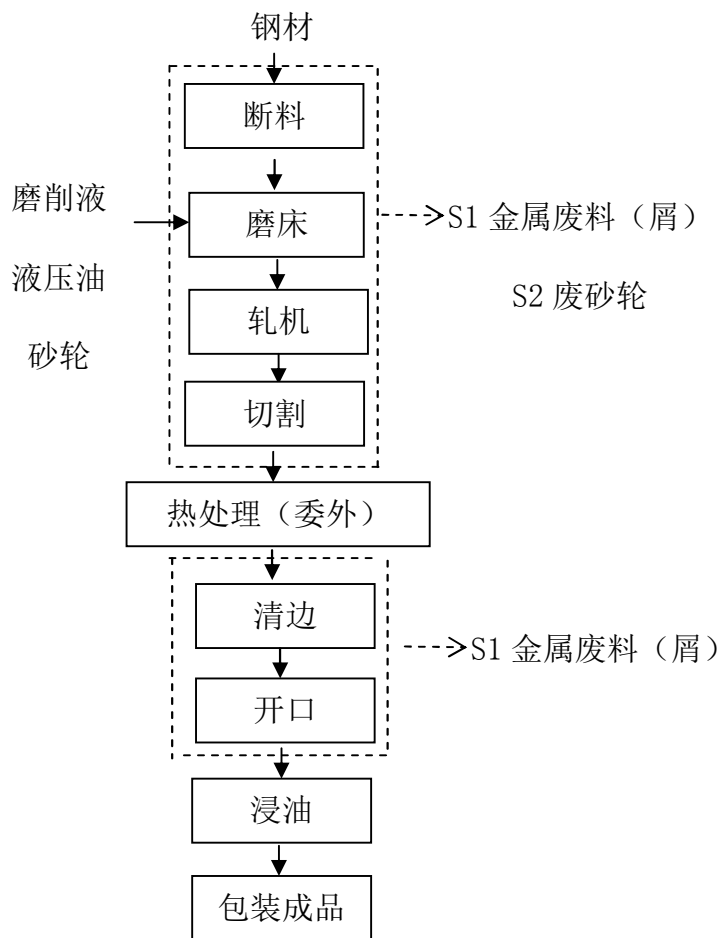 钢材
断料
磨削液
磨床
S1 金属废料（屑）
液压油
S2 废砂轮
轧机
砂轮
切割
热处理（委外）
清边
S1 金属废料（屑）
开口
浸油
包装成品